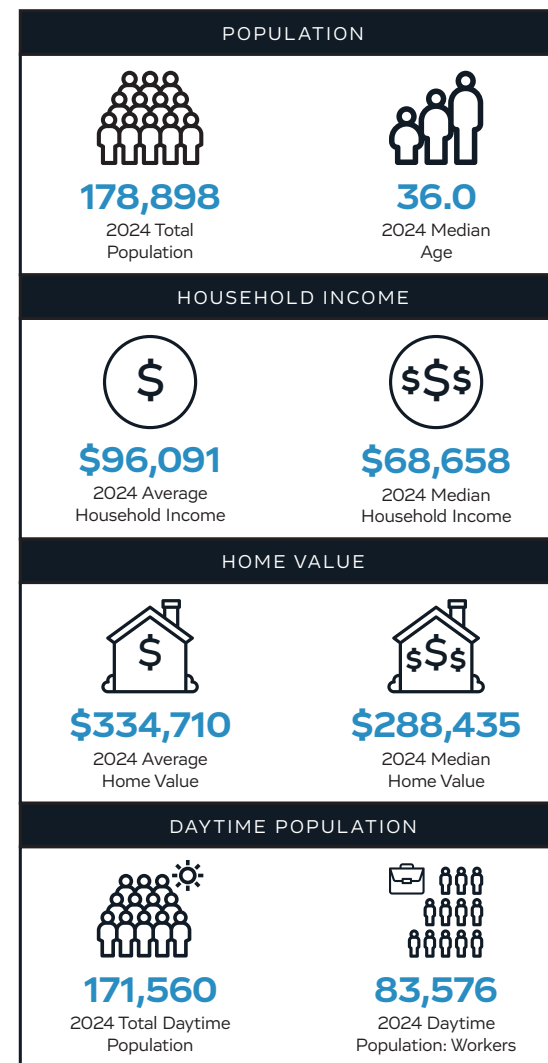 POPULATION
178,898
2024 Total
Population
36.0
2024 Median
Age
HOUSEHOLD INCOME
$
$96,091
2024 Average
Household Income
$$$
$68,658
2024 Median
Household Income
HOME VALUE
$
$334,710
2024 Average
Home Value
$$$
$288,435
2024 Median
Home Value
DAYTIME POPULATION
171,560
2024 Total Daytime
Population
83,576
2024 Daytime
Population: Workers